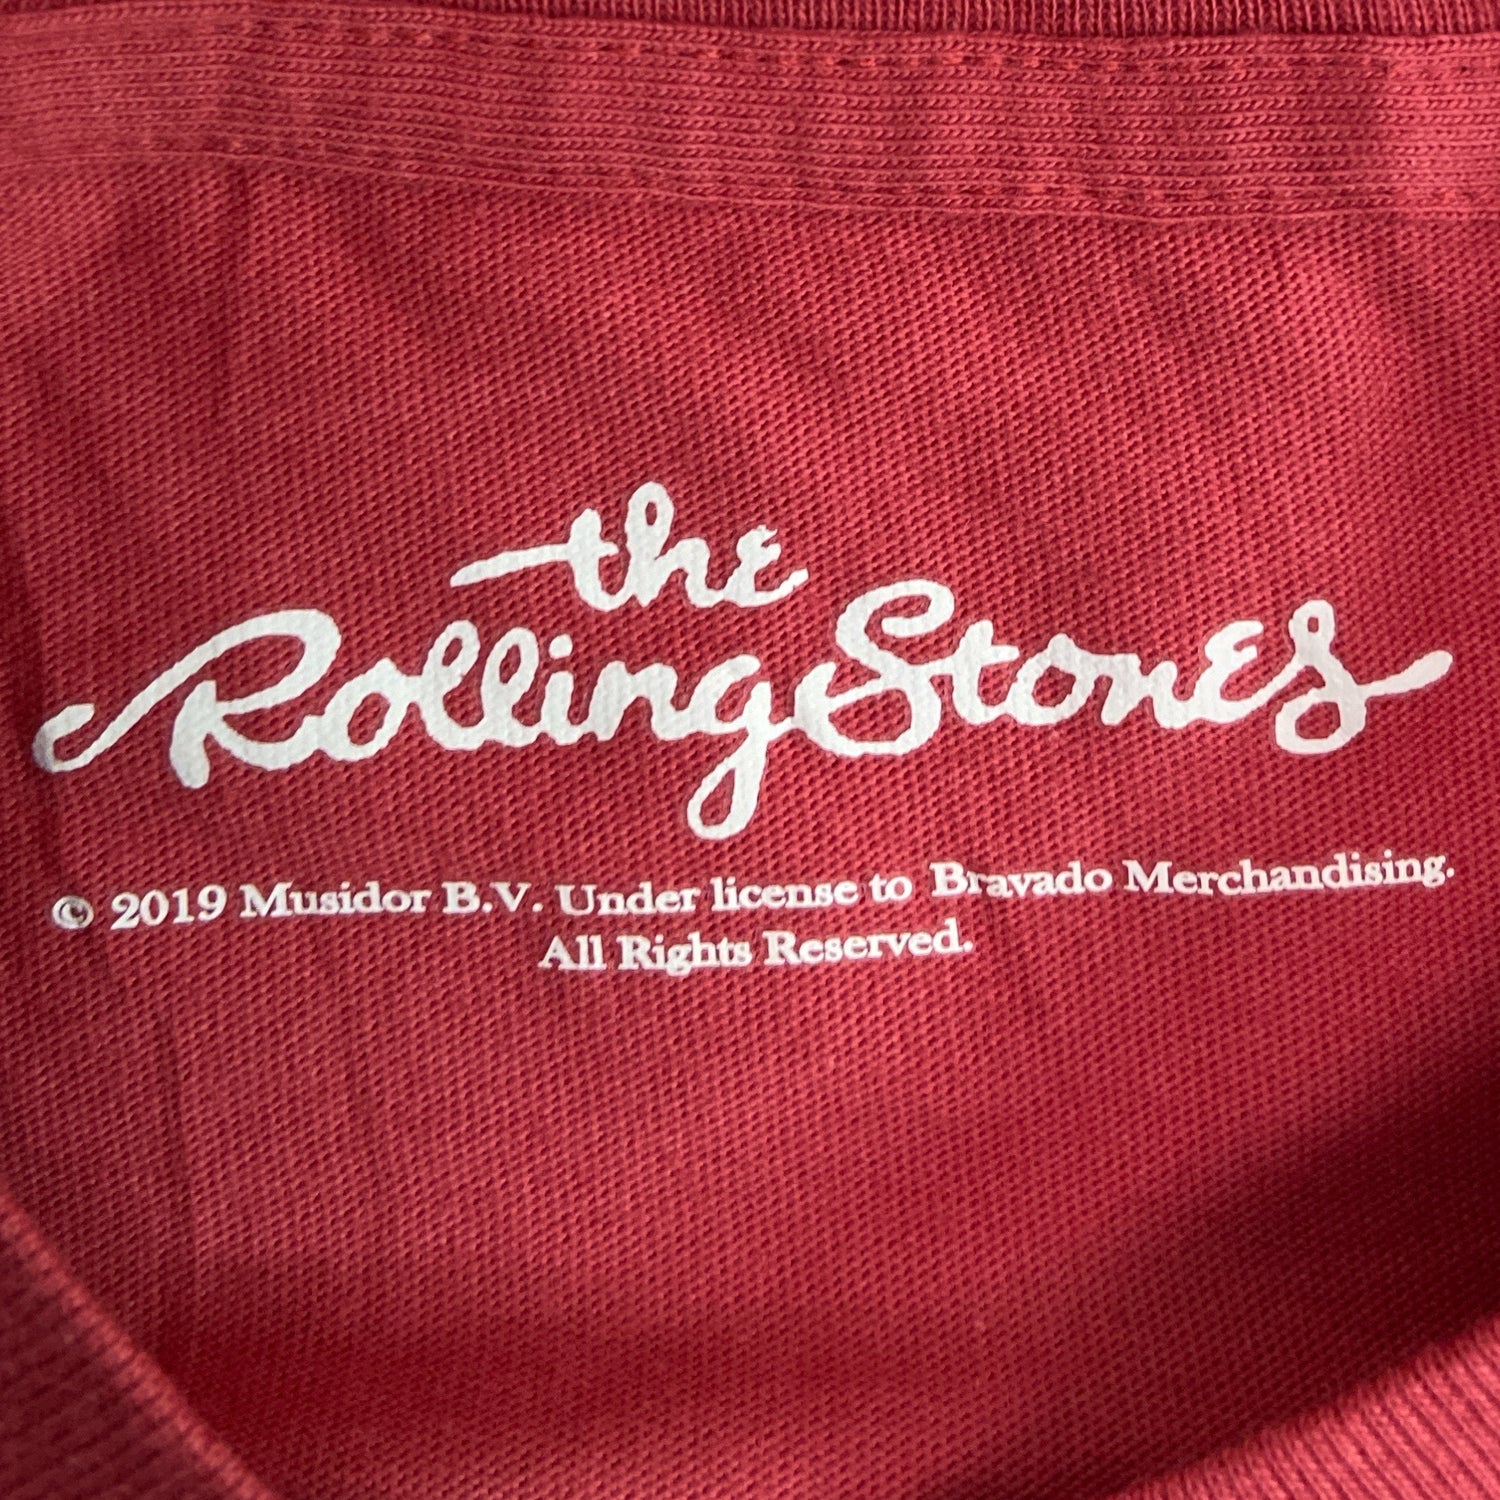 the
Rolling Stones
© 2019 Musidor B.V. Under license to Bravado Merchandising.
All Rights Reserved.